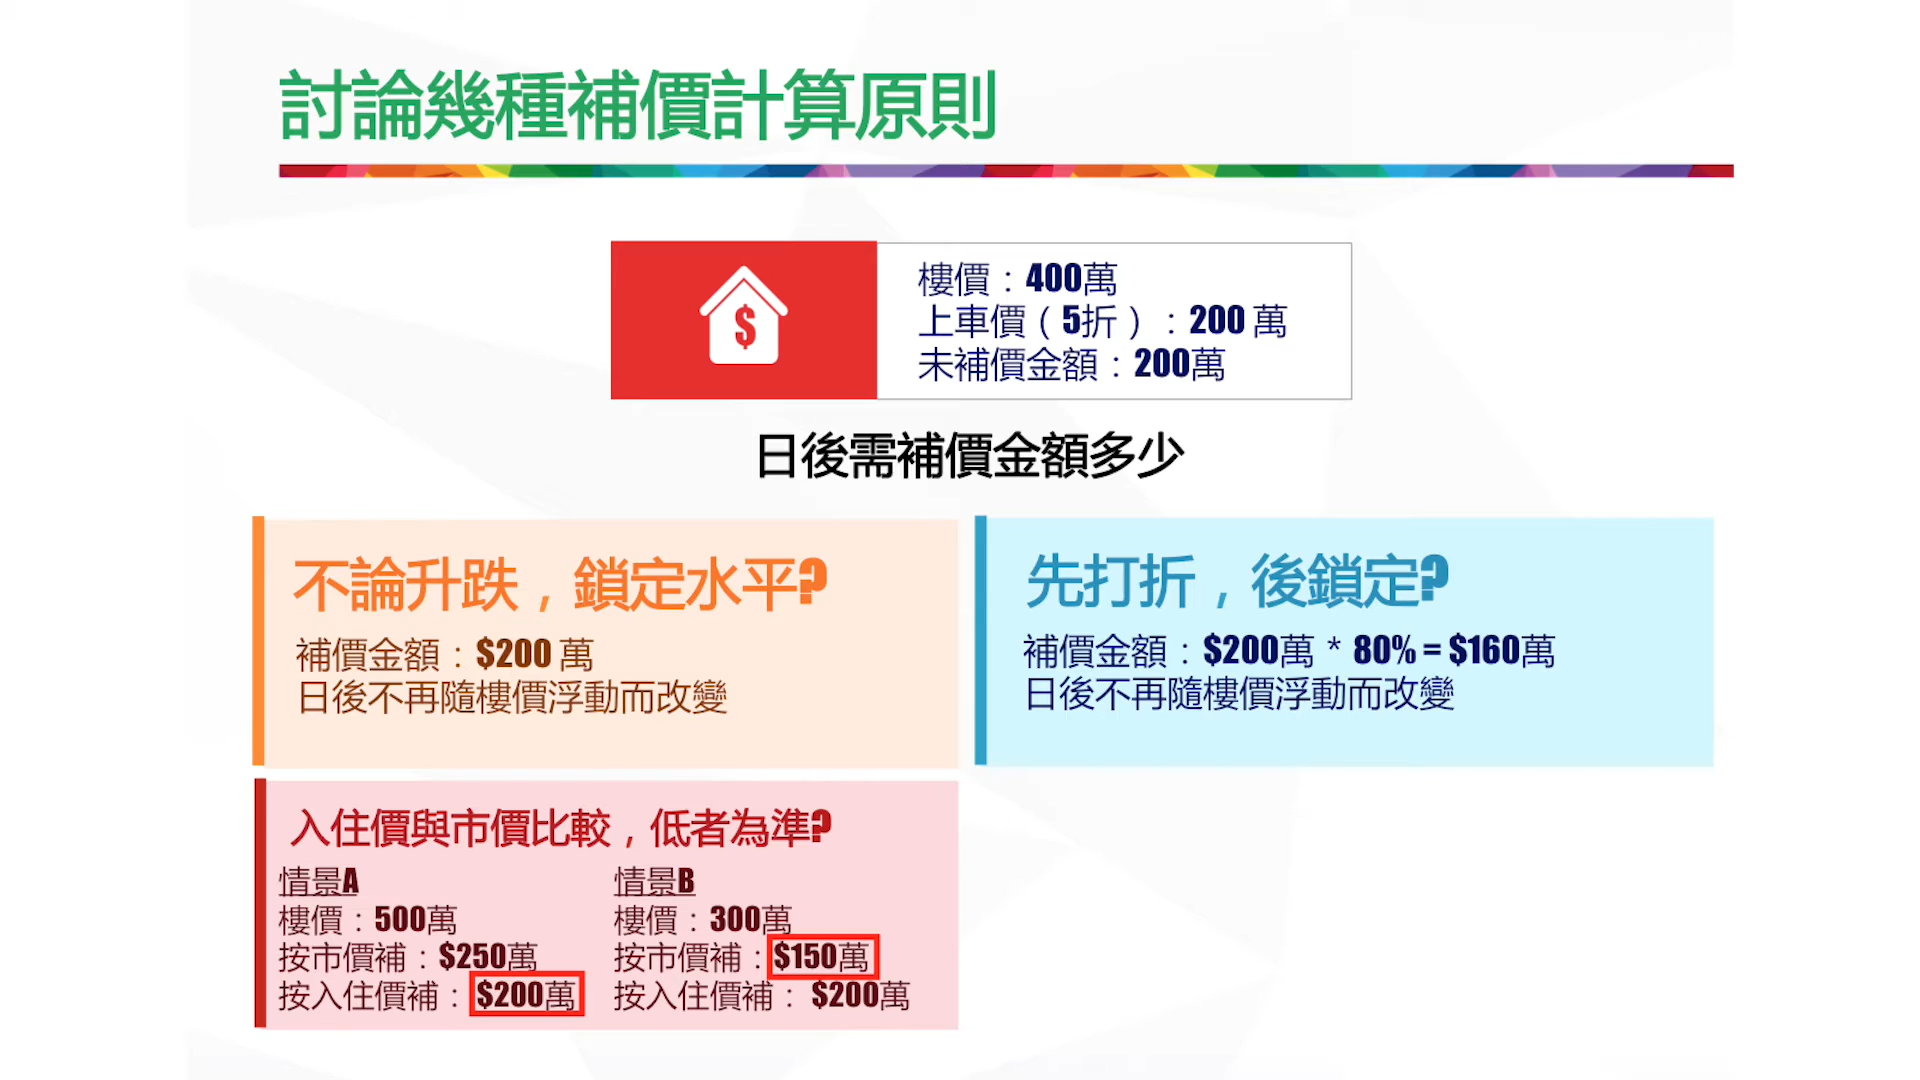 討論幾種補價計算原則
$
樓價：400萬
上車價（5折）：200 萬
未補價金額：200萬
日後需補價金額多少
不論升跌，鎖定水平?
補價金額：$200 萬
日後不再隨樓價浮動而改變
先打折，後鎖定?
補價金額：$200萬 * 80% = $160萬
日後不再隨樓價浮動而改變
入住價與市價比較，低者為準?
情景A
樓價：500萬
按市價補：$250萬
按入住價補：$200萬
情景B
樓價：300萬
按市價補：$150萬
按入住價補： $200萬